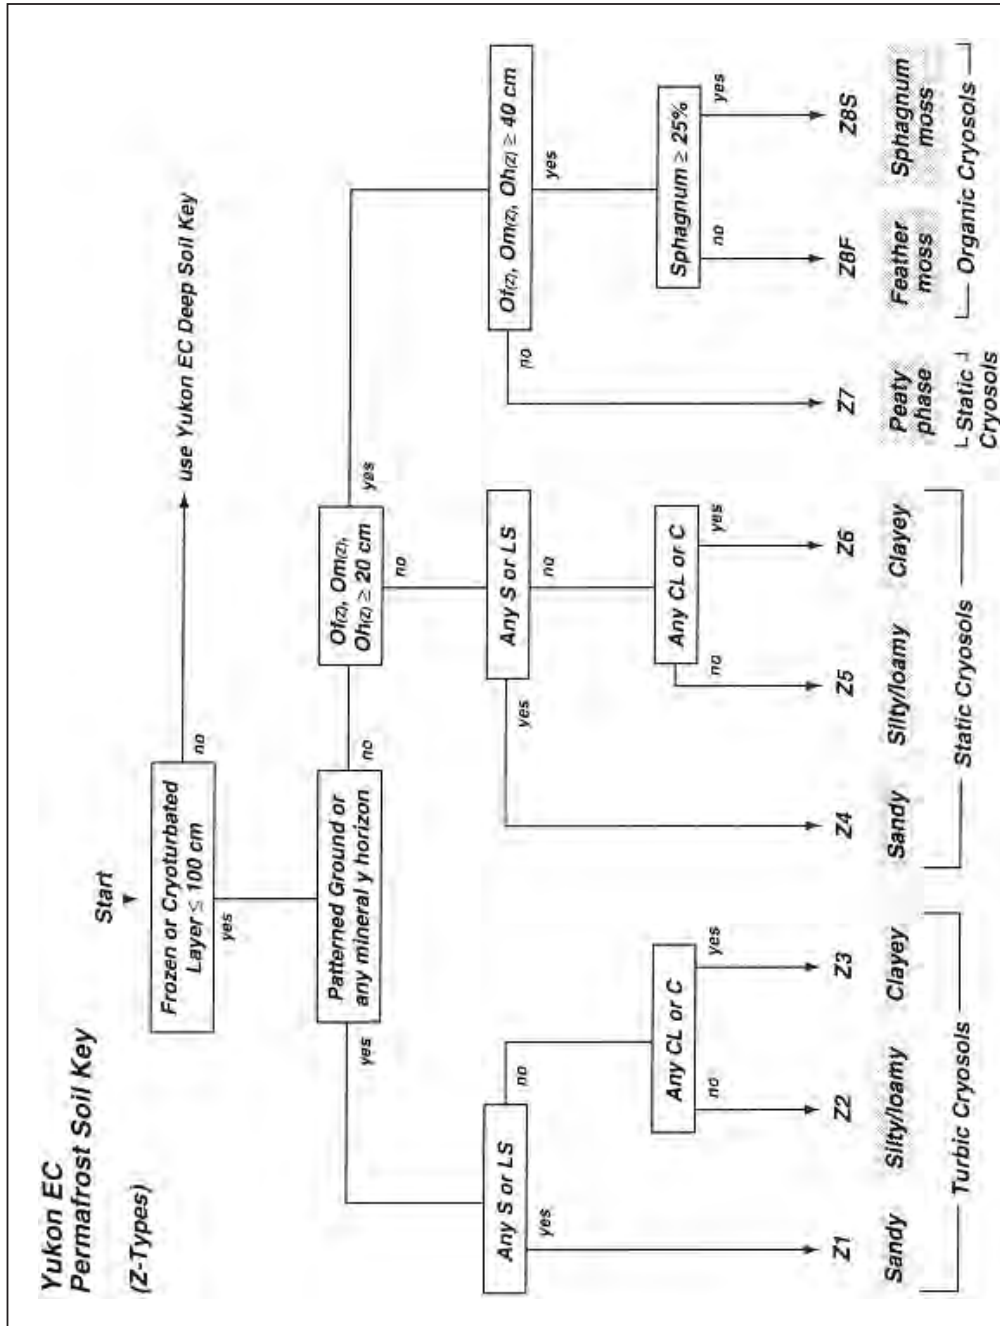 Yukon EC
Permafrost Soil Key
(Z-Types)
Start
Frozen or Cryoturbated
Layer ≤ 100 cm
no
use Yukon EC Deep Soil Key
yes
Patterned Ground or
any mineral y horizon
yes
no
Of(Z), Om(Z),
Oh(Z) ≥ 20 cm
yes
no
Any S or LS
yes
no
Any S or LS
yes
no
Of(Z), Om(Z), Oh(Z) ≥ 40 cm
no
yes
Any CL or C
no
yes
Any CL or C
no
yes
Sphagnum ≥ 25%
no
yes
Z1
Z2
Z3
Z4
Z5
Z6
Z7
Z8F
Z8S
Sandy
Silty/loamy
Clayey
Sandy
Silty/loamy
Clayey
Peaty
phase
Feather
moss
Sphagnum
moss
Turbic Cryosols
Static Cryosols
Static
Cryosols
Organic Cryosols